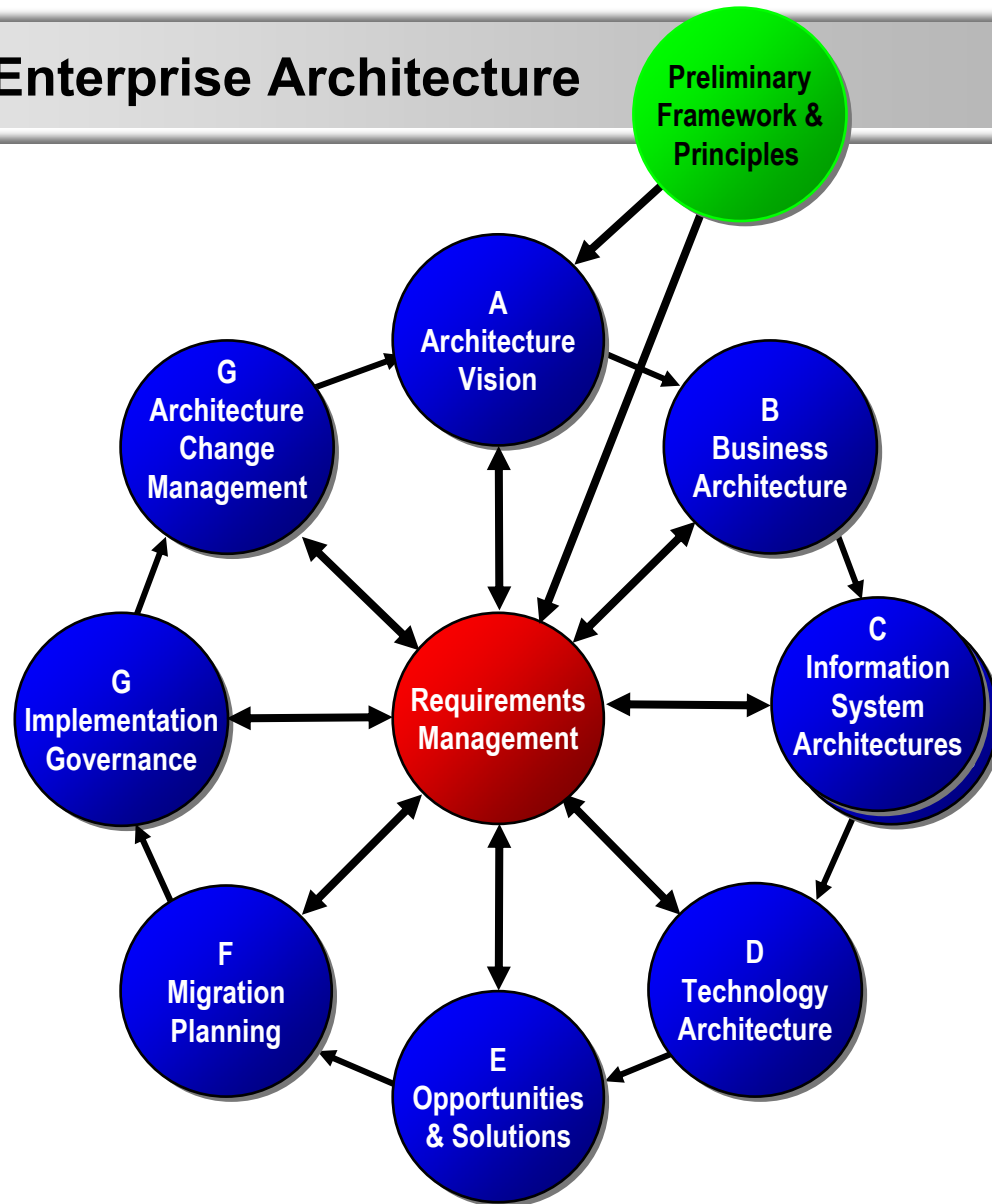 Enterprise Architecture
Preliminary
Framework &
Principles
A
Architecture
Vision
B
Business
Architecture
C
Information
System
Architectures
D
Technology
Architecture
E
Opportunities
& Solutions
F
Migration
Planning
G
Implementation
Governance
G
Architecture
Change
Management
Requirements
Management